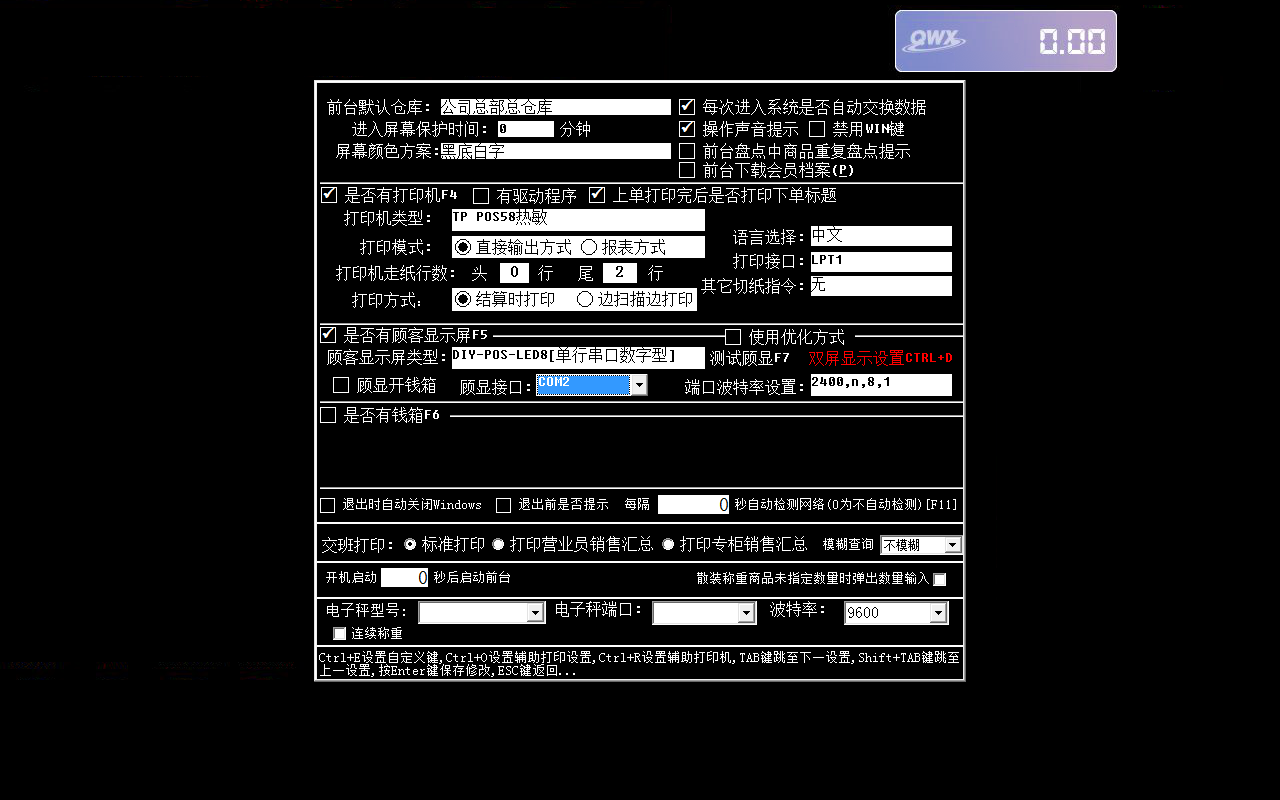 QWX 0.00
前台默认仓库: 公司总部总仓库 每次进入系统是否自动交换数据
进入屏幕保护时间: 0 分钟 操作声音提示 禁用WIN键
屏幕颜色方案: 黑底白字 前台盘点中商品重复盘点提示
前台下载会员档案(P)
是否有打印机F4 有驱动程序 上单打印完后是否打印下单标题
打印机类型: TP POS58热敏
语言选择: 中文
打印模式: 直接输出方式 报表方式
打印接口: LPT1
打印机走纸行数: 头 0 行 尾 2 行
其它切纸指令: 无
打印方式: 结算时打印 边扫描边打印
是否有顾客显示屏F5 使用优化方式
顾客显示屏类型: DIY-POS-LED8[单行串口数字型] 测试顾显F7 双屏显示设置CTRL+D
顾显开钱箱 顾显接口: COM2 端口波特率设置: 2400,n,8,1
是否有钱箱F6
退出时自动关闭Windows 退出前是否提示 每隔 0 秒自动检测网络(0为不自动检测)[F11]
交班打印: 标准打印 打印营业员销售汇总 打印专柜销售汇总 模糊查询 不模糊
开机启动 0 秒后启动前台 散装称重商品未指定数量时弹出数量输入
电子秤型号: 电子秤端口: 波特率: 9600
连续称重
Ctrl+E设置自定义键,Ctrl+O设置辅助打印设置,Ctrl+R设置辅助打印机,TAB键跳至下一设置,Shift+TAB键跳至
上一设置,按Enter键保存修改,ESC键返回...